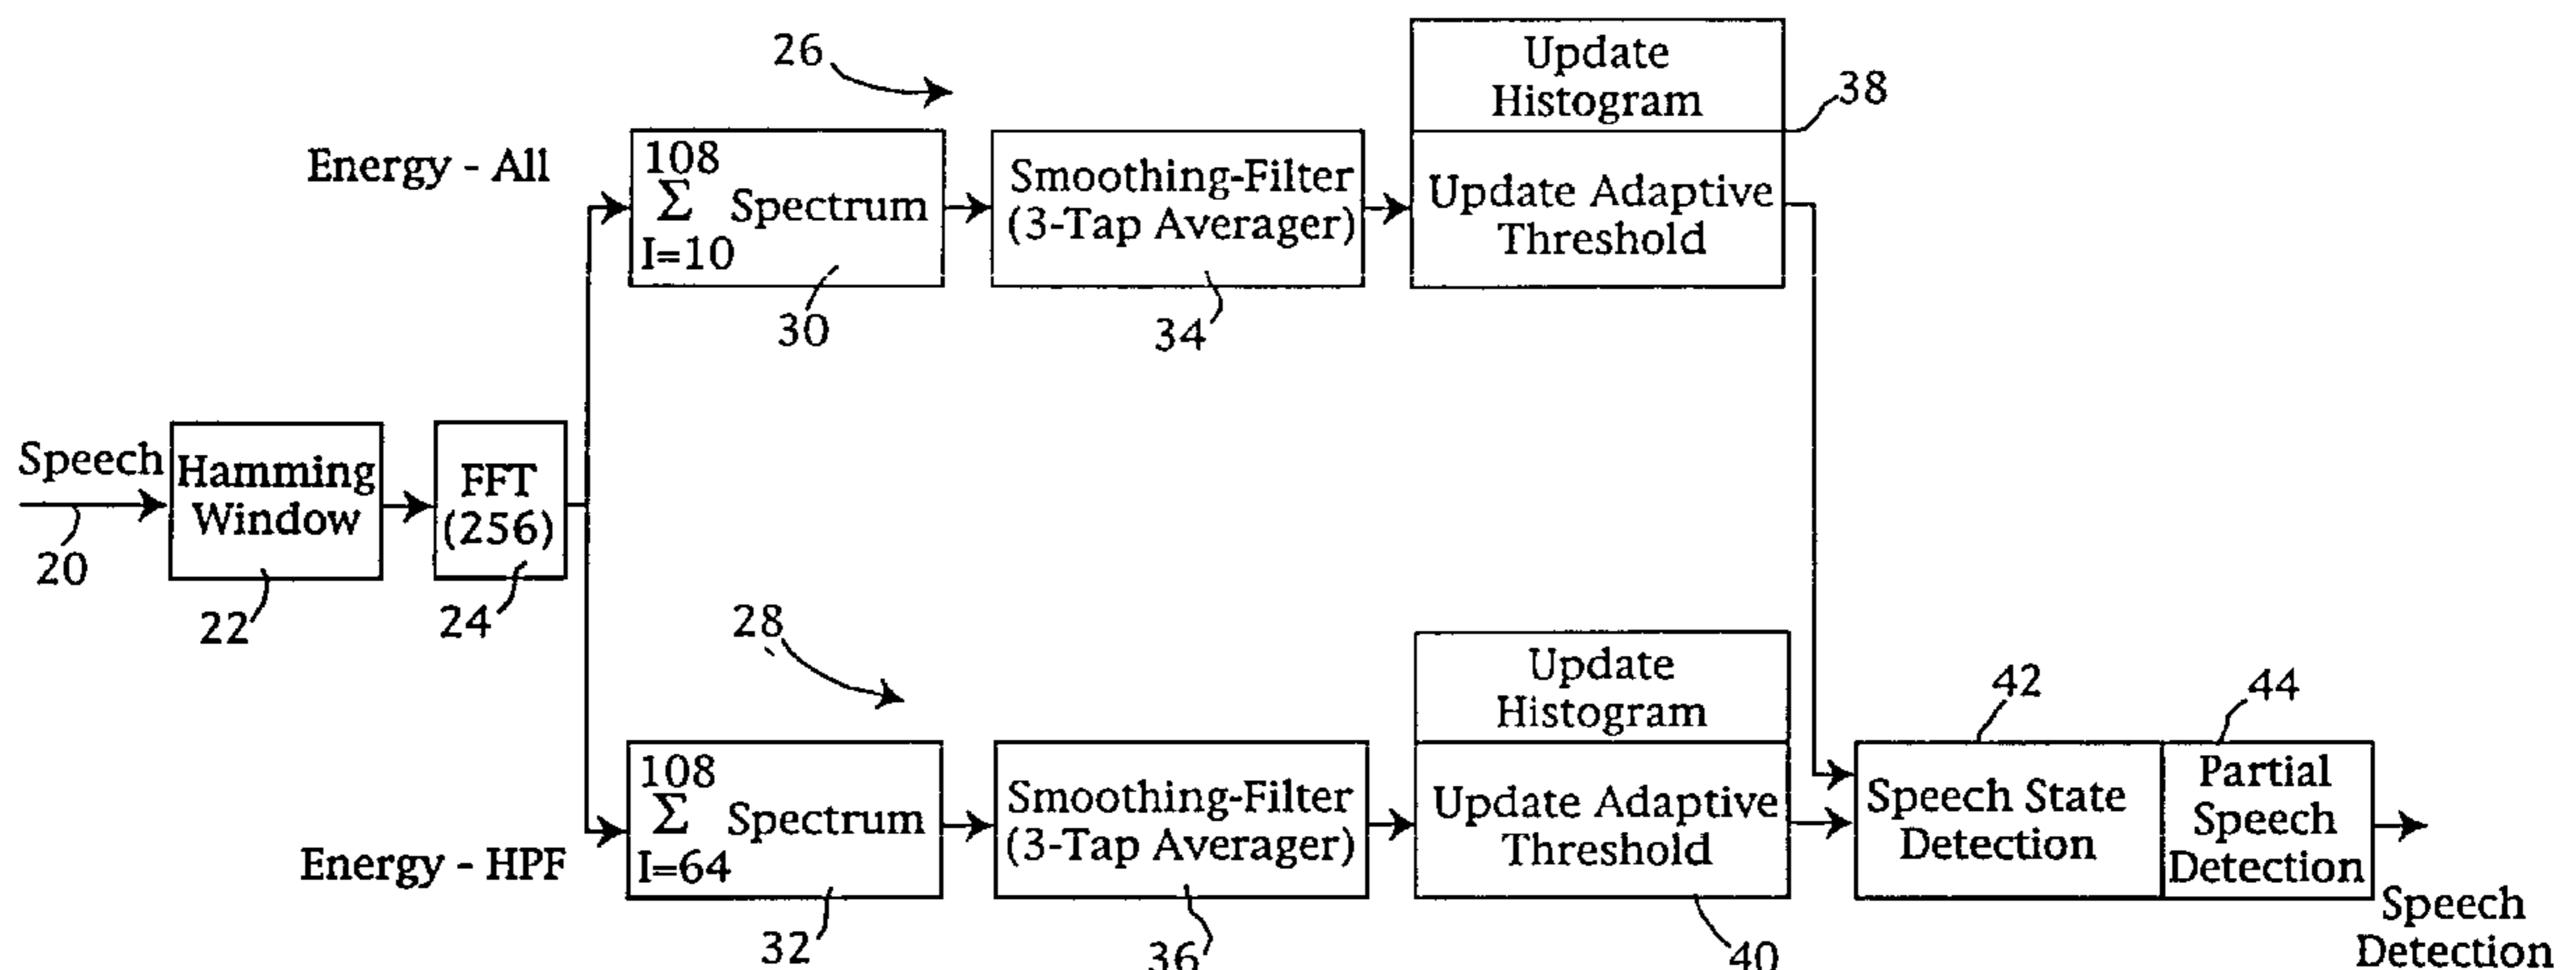 26
Update
Histogram
38
Energy - All
108
Σ Spectrum
I=10
30
Smoothing-Filter
(3-Tap Averager)
34
Update Adaptive
Threshold
Speech
20
Hamming
Window
22
FFT
(256)
24
28
Update
Histogram
42
44
Energy - HPF
108
Σ Spectrum
I=64
32
Smoothing-Filter
(3-Tap Averager)
36
Update Adaptive
Threshold
40
Speech State
Detection
Partial
Speech
Detection
Speech
Detection